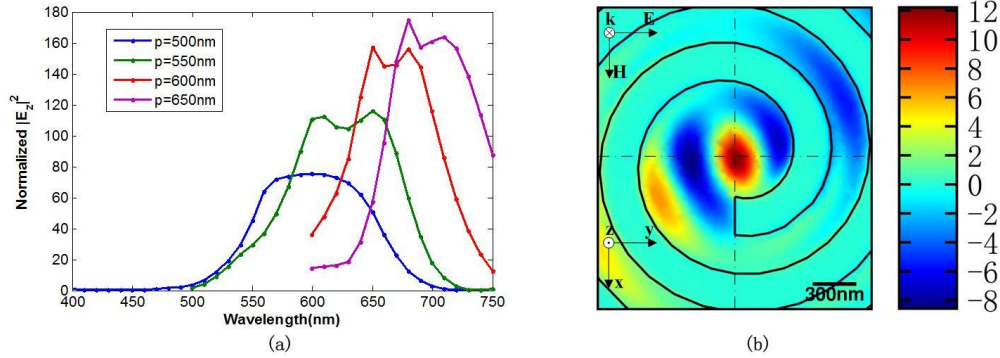 180
160
140
120
100
80
60
40
20
0
Normalized |E_z|^2
p=500nm
p=550nm
p=600nm
p=650nm
400 450 500 550 600 650 700 750
Wavelength(nm)
(a)
k E
H
z y
x
300nm
12
10
8
6
4
2
0
-2
-4
-6
-8
(b)